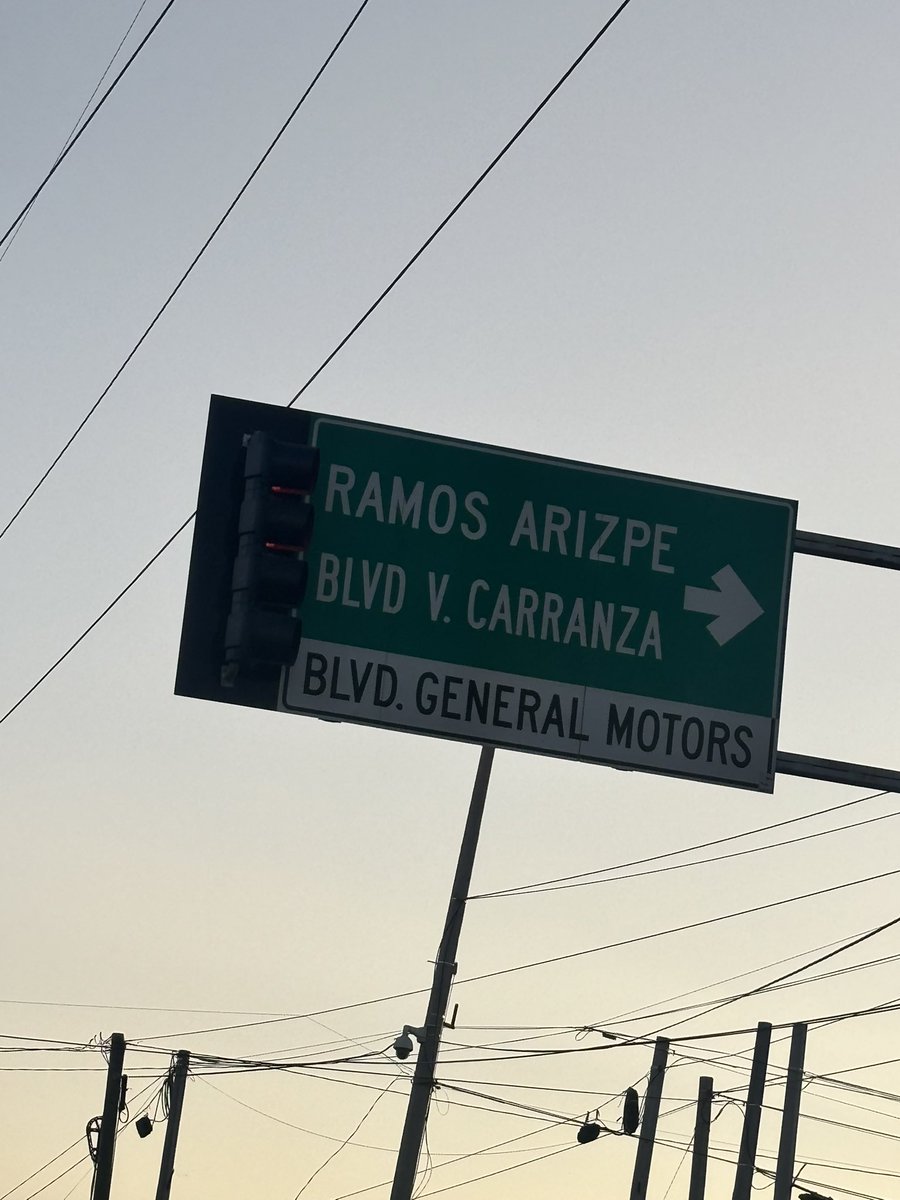 RAMOS ARIZPE
BLVD V. CARRANZA
BLVD. GENERAL MOTORS